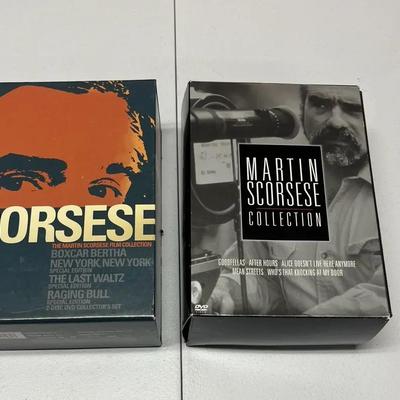 ORSESE
THE MARTIN SCORSESE FILM COLLECTION
BOXCAR BERTHA
NEW YORK, NEW YORK
SPECIAL EDITION
THE LAST WALTZ
SPECIAL EDITION
RAGING BULL
SPECIAL EDITION
2-DISC DVD COLLECTOR'S SET
MARTIN
SCORSESE
COLLECTION
GOODFELLAS AFTER HOURS ALICE DOESN'T LIVE HERE ANYMORE
MEAN STREETS WHO'S THAT KNOCKING AT MY DOOR
DVD